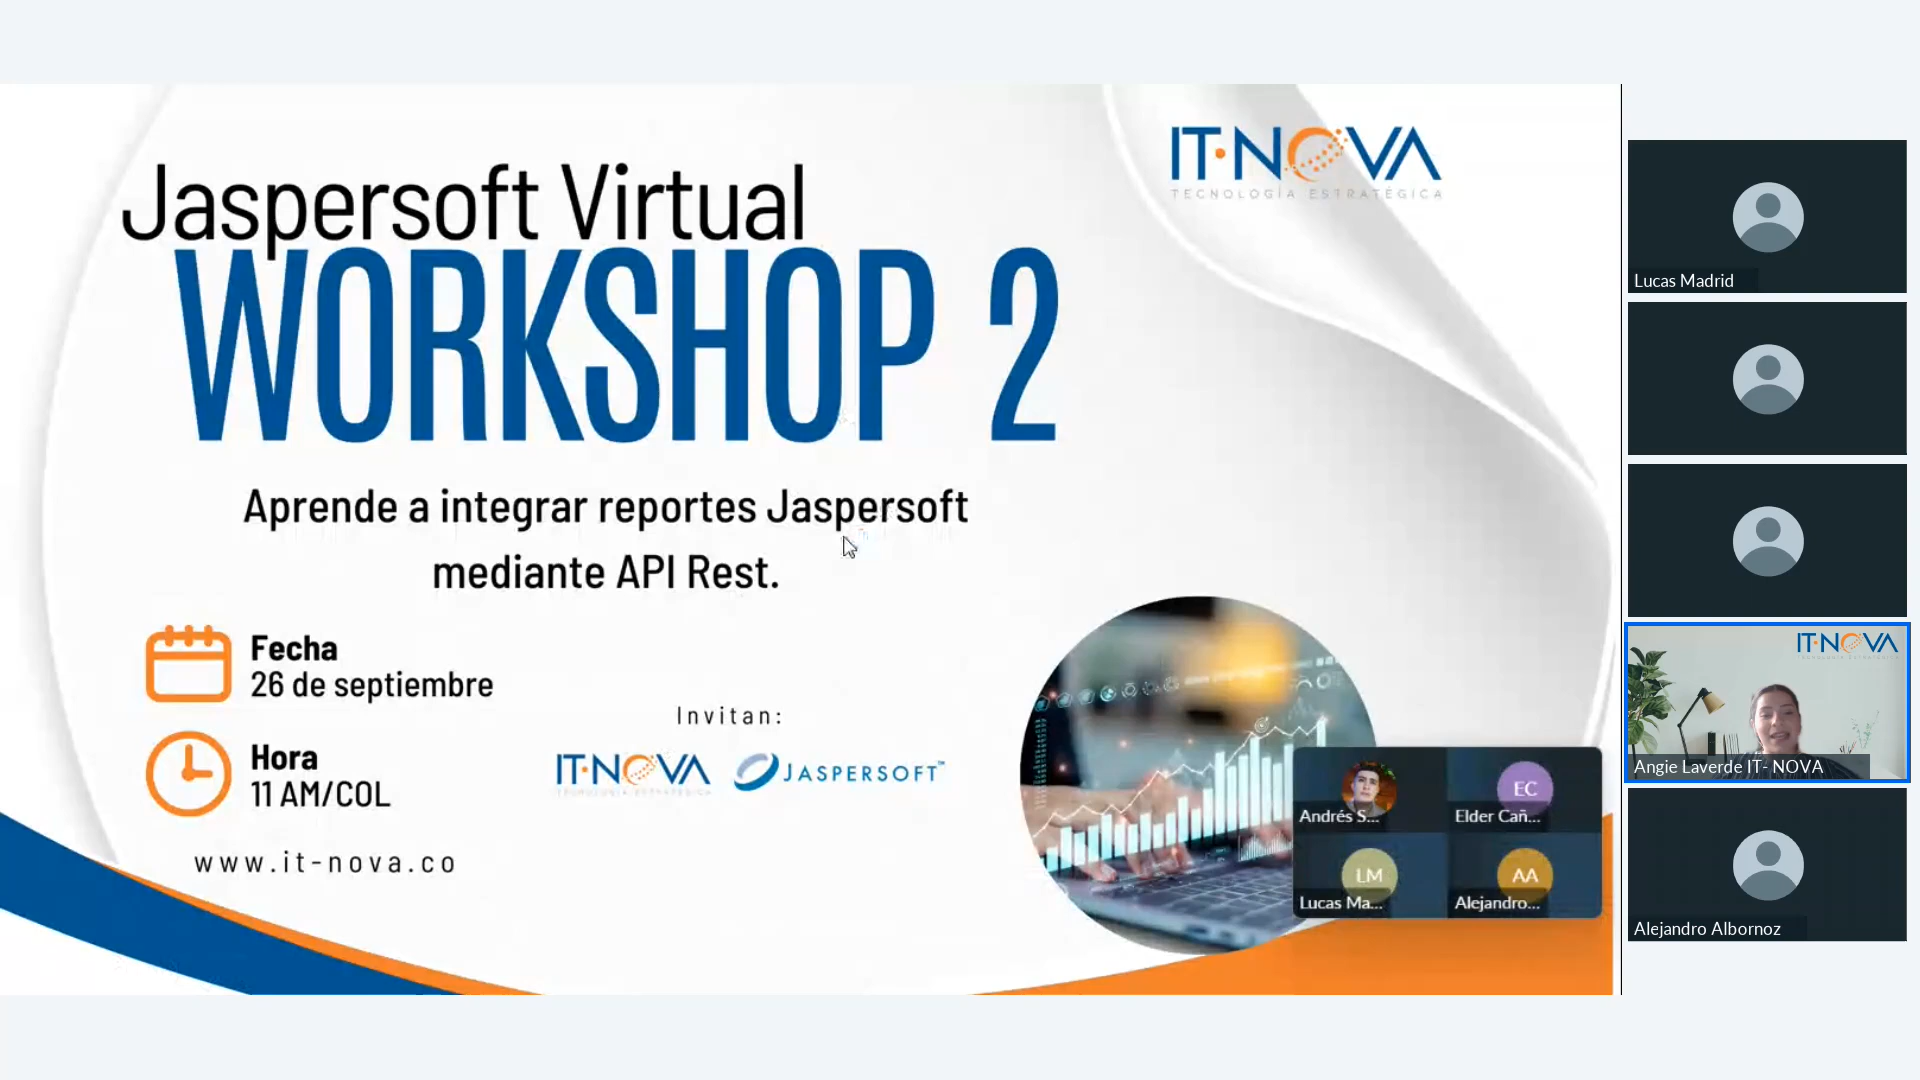 IT·NOVA
TECNOLOGÍA ESTRATÉGICA
Jaspersoft Virtual
WORKSHOP 2
Aprende a integrar reportes Jaspersoft
mediante API Rest.
Fecha
26 de septiembre
Hora
11 AM/COL
www.it-nova.co
Invitan:
IT·NOVA
JASPERSOFT™
Andrés S...
EC
Elder Cañ...
LM
Lucas Ma...
AA
Alejandro...
Lucas Madrid
IT·NOVA
Angie Laverde IT- NOVA
Alejandro Albornoz